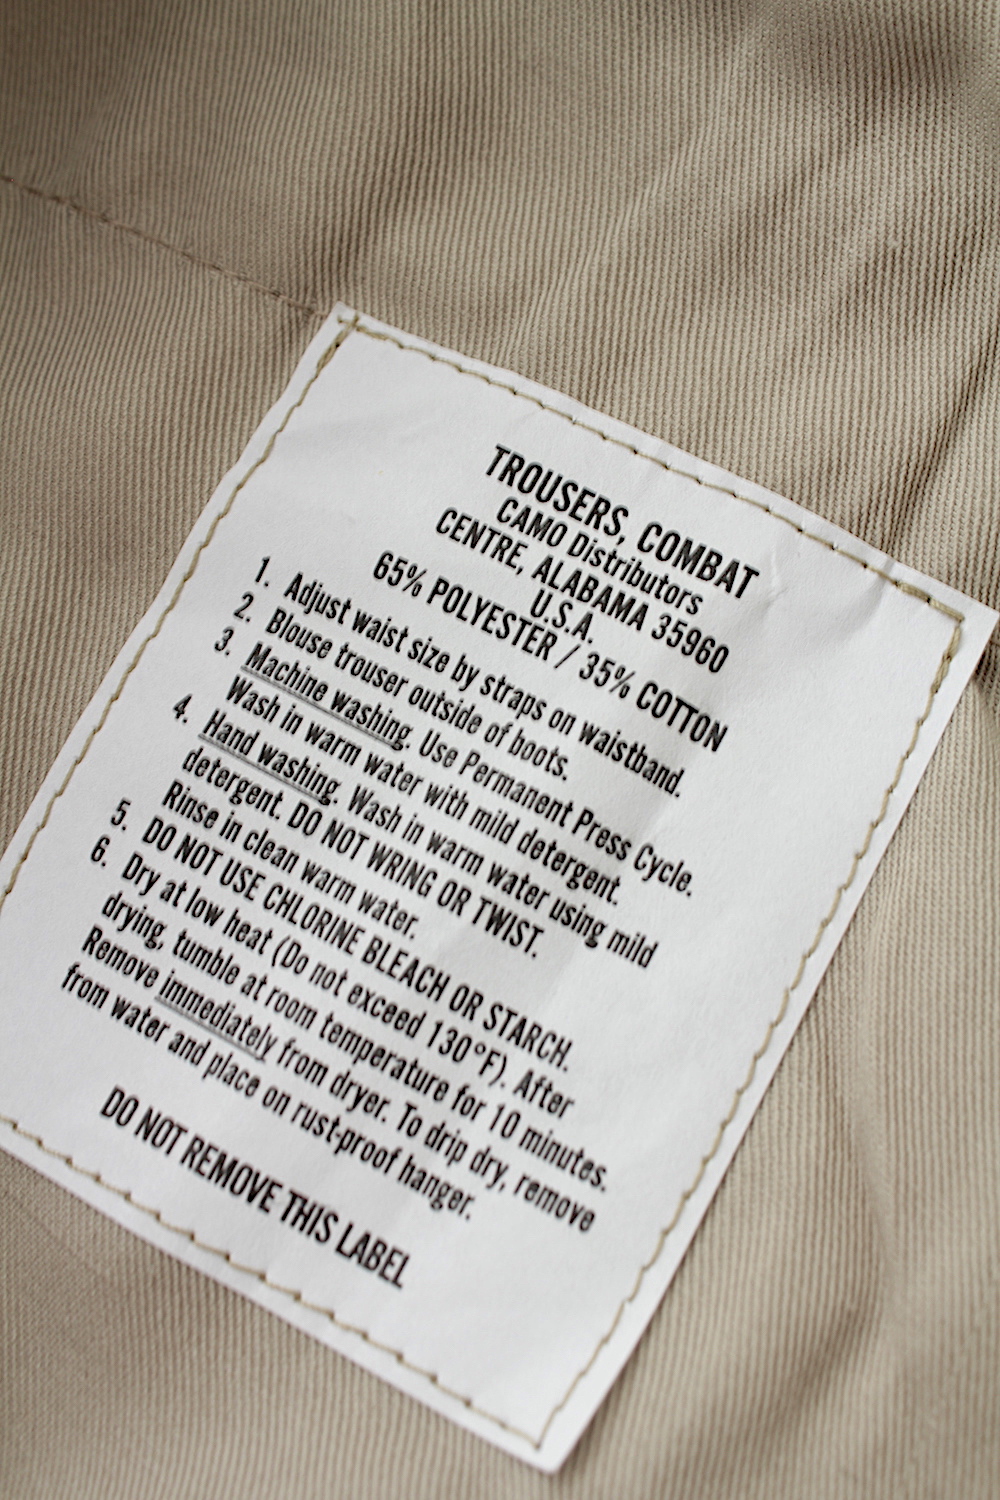 TROUSERS, COMBAT
CAMO Distributors
CENTRE, ALABAMA 35960
U.S.A.
65% POLYESTER / 35% COTTON
1. Adjust waist size by straps on waistband.
2. Blouse trouser outside of boots.
3. Machine washing. Use Permanent Press Cycle.
Wash in warm water with mild detergent.
4. Hand washing. Wash in warm water using mild
detergent. DO NOT WRING OR TWIST.
Rinse in clean warm water.
5. DO NOT USE CHLORINE BLEACH OR STARCH.
6. Dry at low heat (Do not exceed 130°F). After
drying, tumble at room temperature for 10 minutes.
Remove immediately from dryer. To drip dry, remove
from water and place on rust-proof hanger.
DO NOT REMOVE THIS LABEL